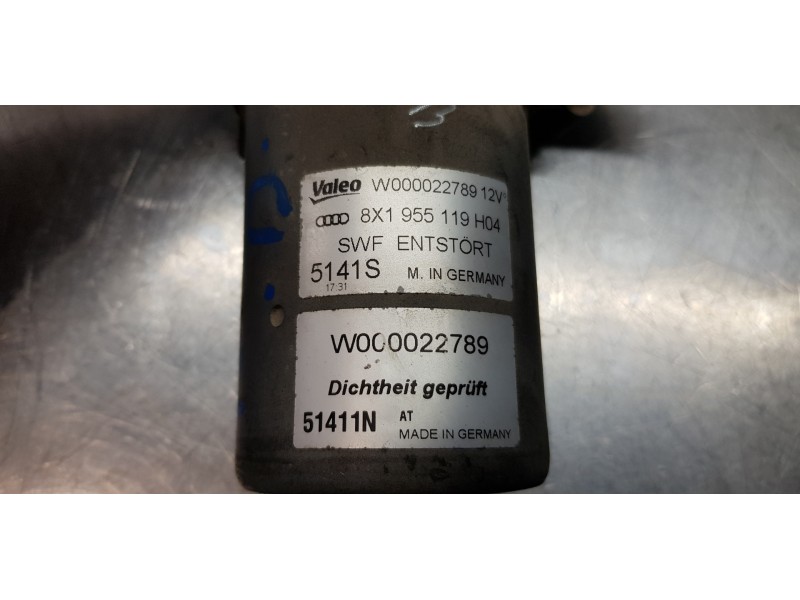 Valeo W000022789 12V
8X1 955 119 H04
SWF ENTSTÖRT
5141S M. IN GERMANY
17:31
W000022789
Dichtheit geprüft
51411N AT
MADE IN GERMANY